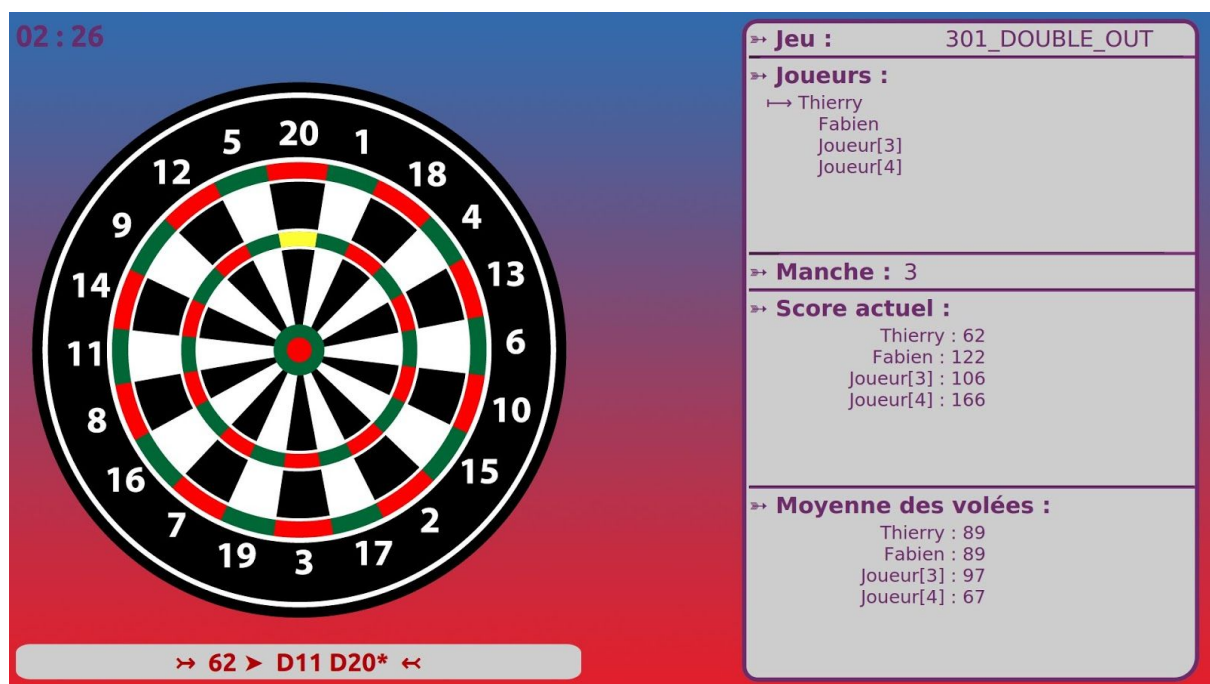 02 : 26
20
1
18
4
13
6
10
15
2
17
3
19
7
16
8
11
14
9
12
5
➳ Jeu : 301_DOUBLE_OUT
➳ Joueurs :
⟼ Thierry
Fabien
Joueur[3]
Joueur[4]
➳ Manche : 3
➳ Score actuel :
Thierry : 62
Fabien : 122
Joueur[3] : 106
Joueur[4] : 166
➳ Moyenne des volées :
Thierry : 89
Fabien : 89
Joueur[3] : 97
Joueur[4] : 67
⤚ 62 ➤ D11 D20* ⤙